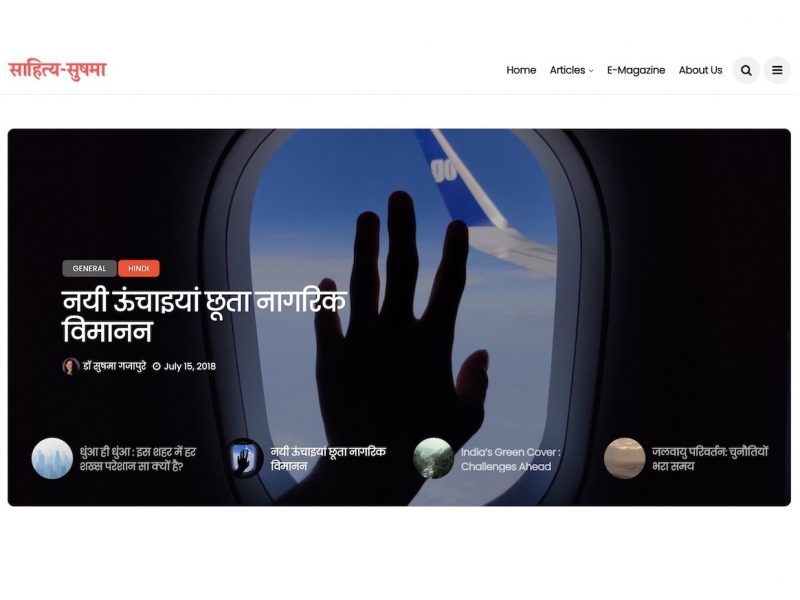 साहित्य-सुषमा
Home Articles E-Magazine About Us
go
GENERAL HINDI
नयी ऊंचाइयां छूता नागरिक
विमानन
डॉ सुषमा गजापुरे July 15, 2018
धुंआ ही धुंआ : इस शहर में हर
शख्स परेशान सा क्यों है?
नयी ऊंचाइयां छूता नागरिक
विमानन
India's Green Cover :
Challenges Ahead
जलवायु परिवर्तन: चुनौतियों
भरा समय